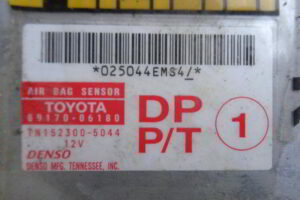 *025044EMS4/*
AIR BAG SENSOR
TOYOTA
89170-06180
TN152300-5044
12V
DENSO
DENSO MFG. TENNESSEE, INC.
DP
P/T
1